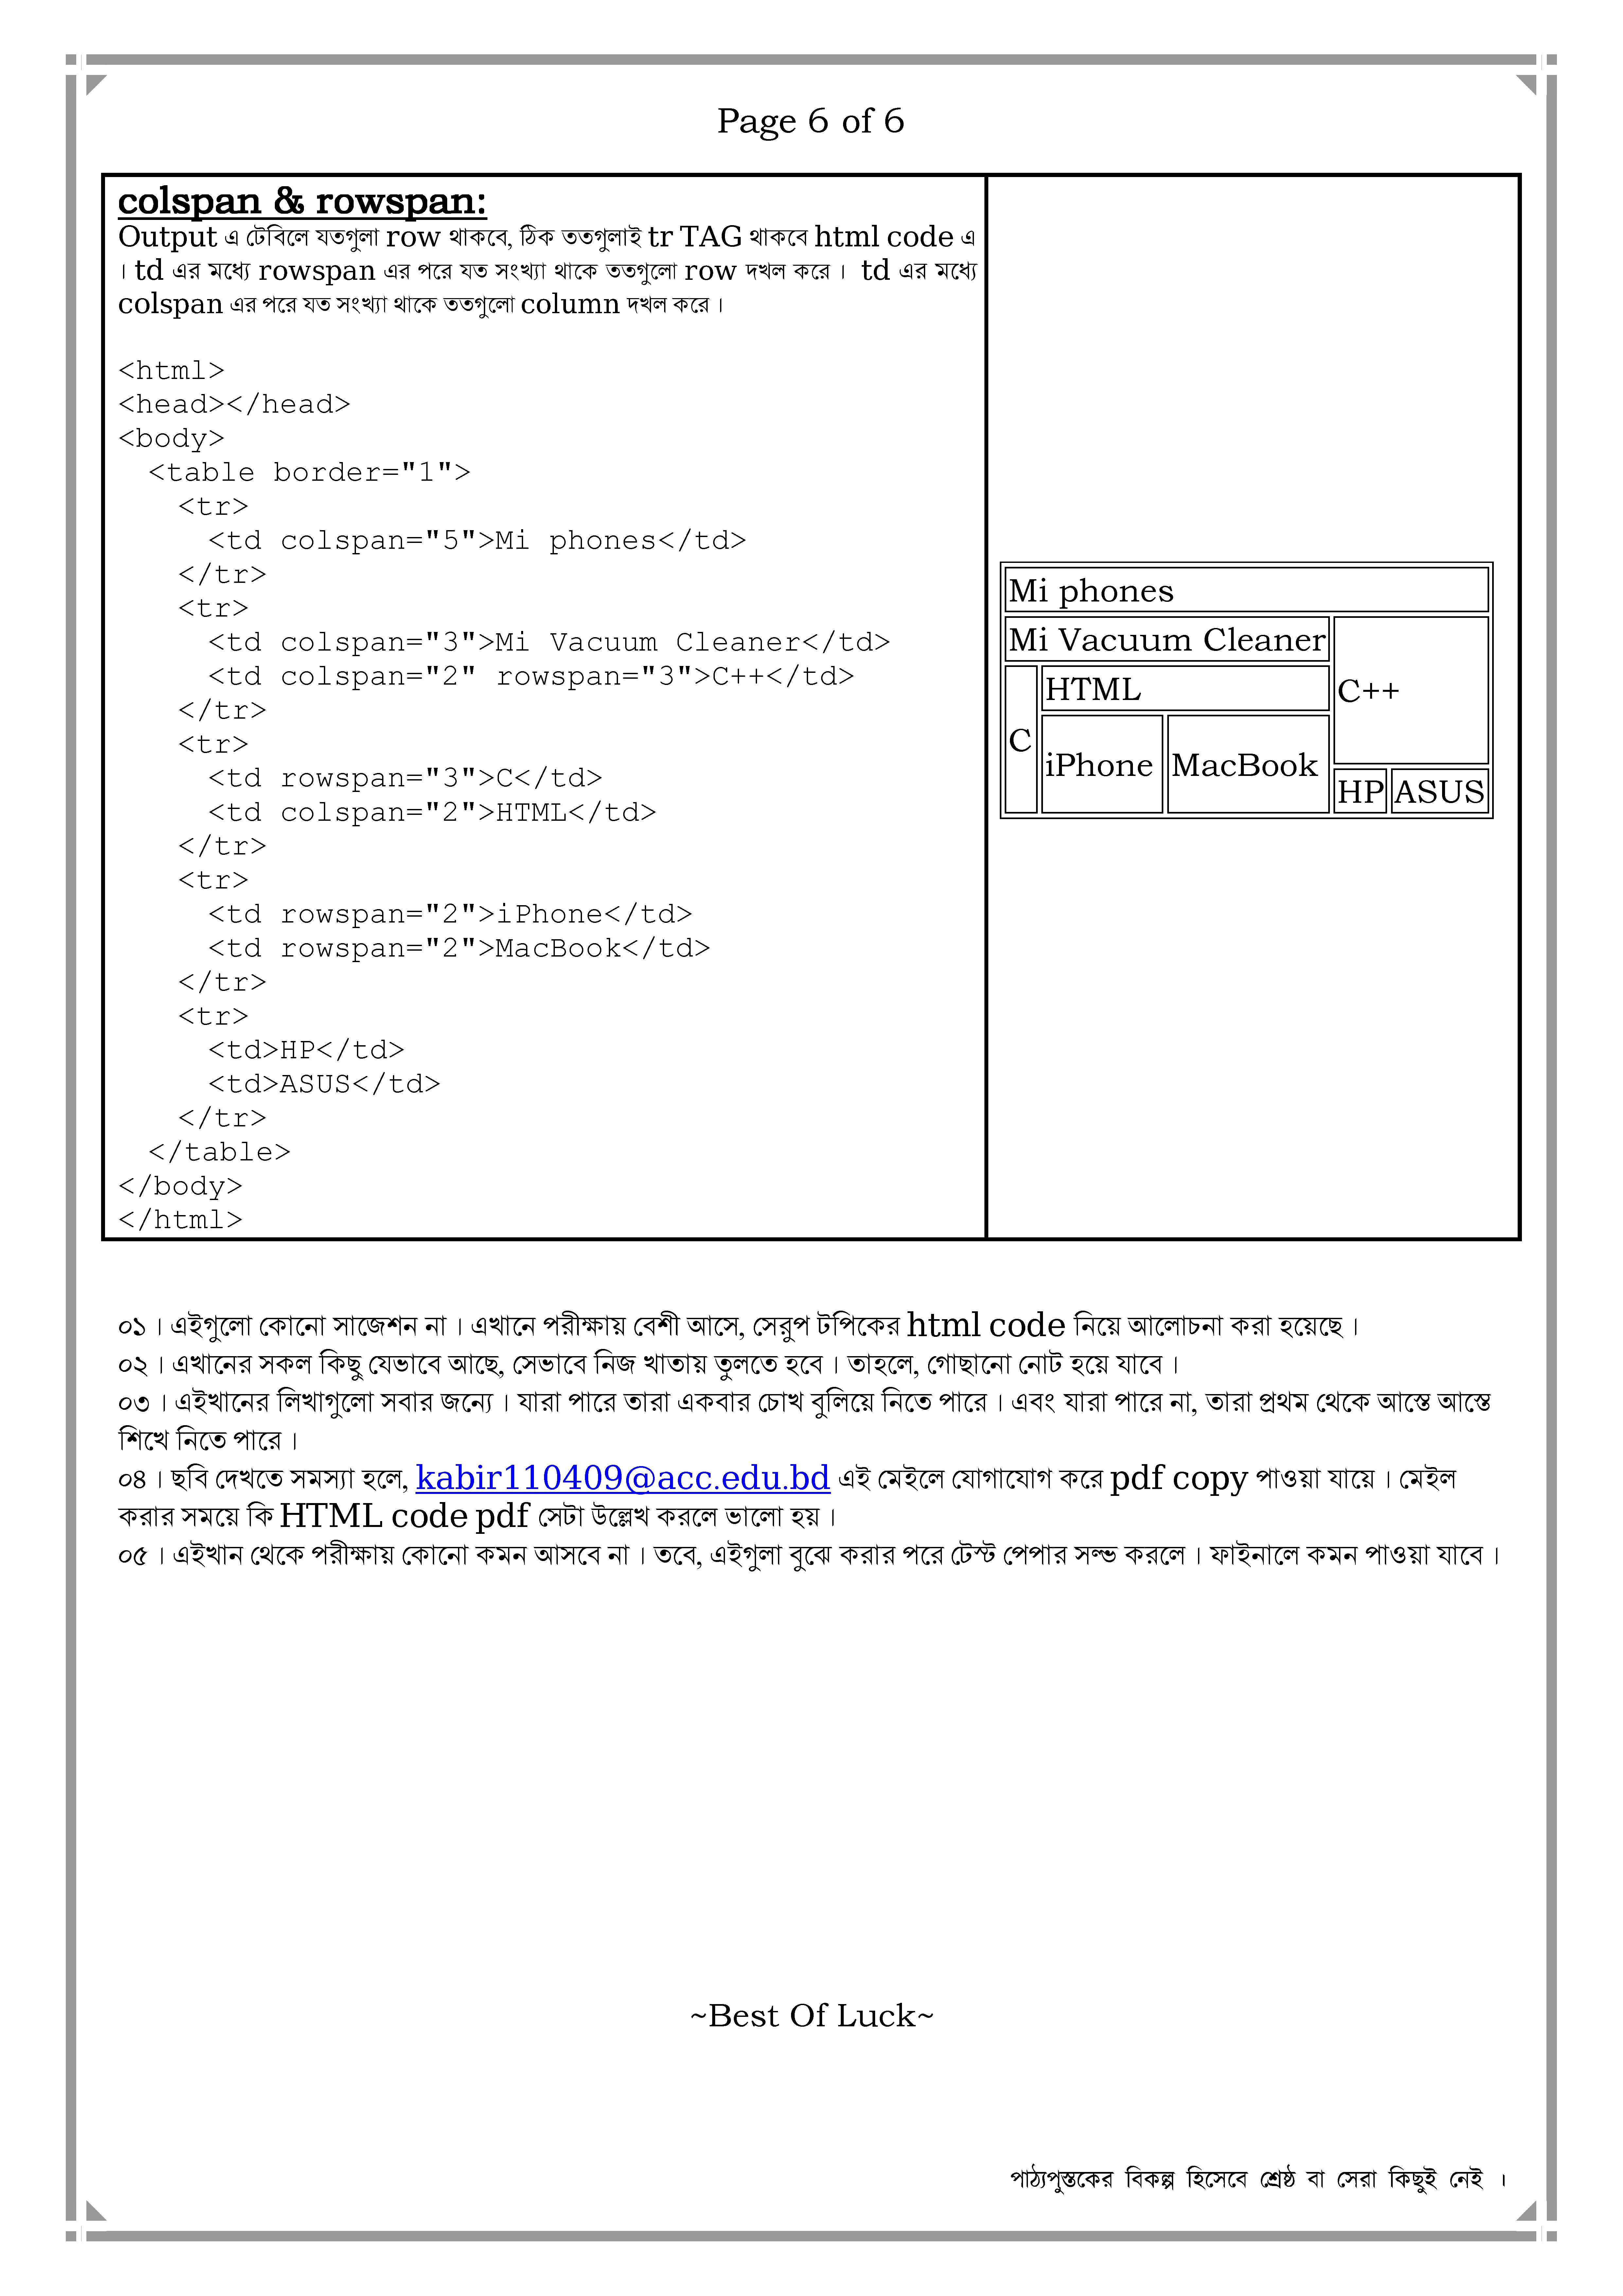 Page 6 of 6
colspan & rowspan:
Output এ টেবিলে যতগুলা row থাকবে, ঠিক ততগুলাই tr TAG থাকবে html code এ
। td এর মধ্যে rowspan এর পরে যত সংখ্যা থাকে ততগুলো row দখল করে। td এর মধ্যে
colspan এর পরে যত সংখ্যা থাকে ততগুলো column দখল করে।
<html>
<head></head>
<body>
<table border="1">
<tr>
<td colspan="5">Mi phones</td>
</tr>
<tr>
<td colspan="3">Mi Vacuum Cleaner</td>
<td colspan="2" rowspan="3">C++</td>
</tr>
<tr>
<td rowspan="3">C</td>
<td colspan="2">HTML</td>
</tr>
<tr>
<td rowspan="2">iPhone</td>
<td rowspan="2">MacBook</td>
</tr>
<tr>
<td>HP</td>
<td>ASUS</td>
</tr>
</table>
</body>
</html>
Mi phones
Mi Vacuum Cleaner
C++
C
HTML
iPhone
MacBook
HP
ASUS
০১। এইগুলো কোনো সাজেশন না। এখানে পরীক্ষায় বেশী আসে, সেরুপ টপিকের html code নিয়ে আলোচনা করা হয়েছে।
০২। এখানের সকল কিছু যেভাবে আছে, সেভাবে নিজ খাতায় তুলতে হবে। তাহলে, গোছানো নোট হয়ে যাবে।
০৩। এইখানের লিখাগুলো সবার জন্যে। যারা পারে তারা একবার চোখ বুলিয়ে নিতে পারে। এবং যারা পারে না, তারা প্রথম থেকে আস্তে আস্তে
শিখে নিতে পারে।
০৪। ছবি দেখতে সমস্যা হলে, kabir110409@acc.edu.bd এই মেইলে যোগাযোগ করে pdf copy পাওয়া যায়ে। মেইল
করার সময়ে কি HTML code pdf সেটা উল্লেখ করলে ভালো হয়।
০৫। এইখান থেকে পরীক্ষায় কোনো কমন আসবে না। তবে, এইগুলা বুঝে করার পরে টেস্ট পেপার সল্ভ করলে। ফাইনালে কমন পাওয়া যাবে।
~Best Of Luck~
পাঠ্যপুস্তকের বিকল্প হিসেবে শ্রেষ্ঠ বা সেরা কিছুই নেই ।